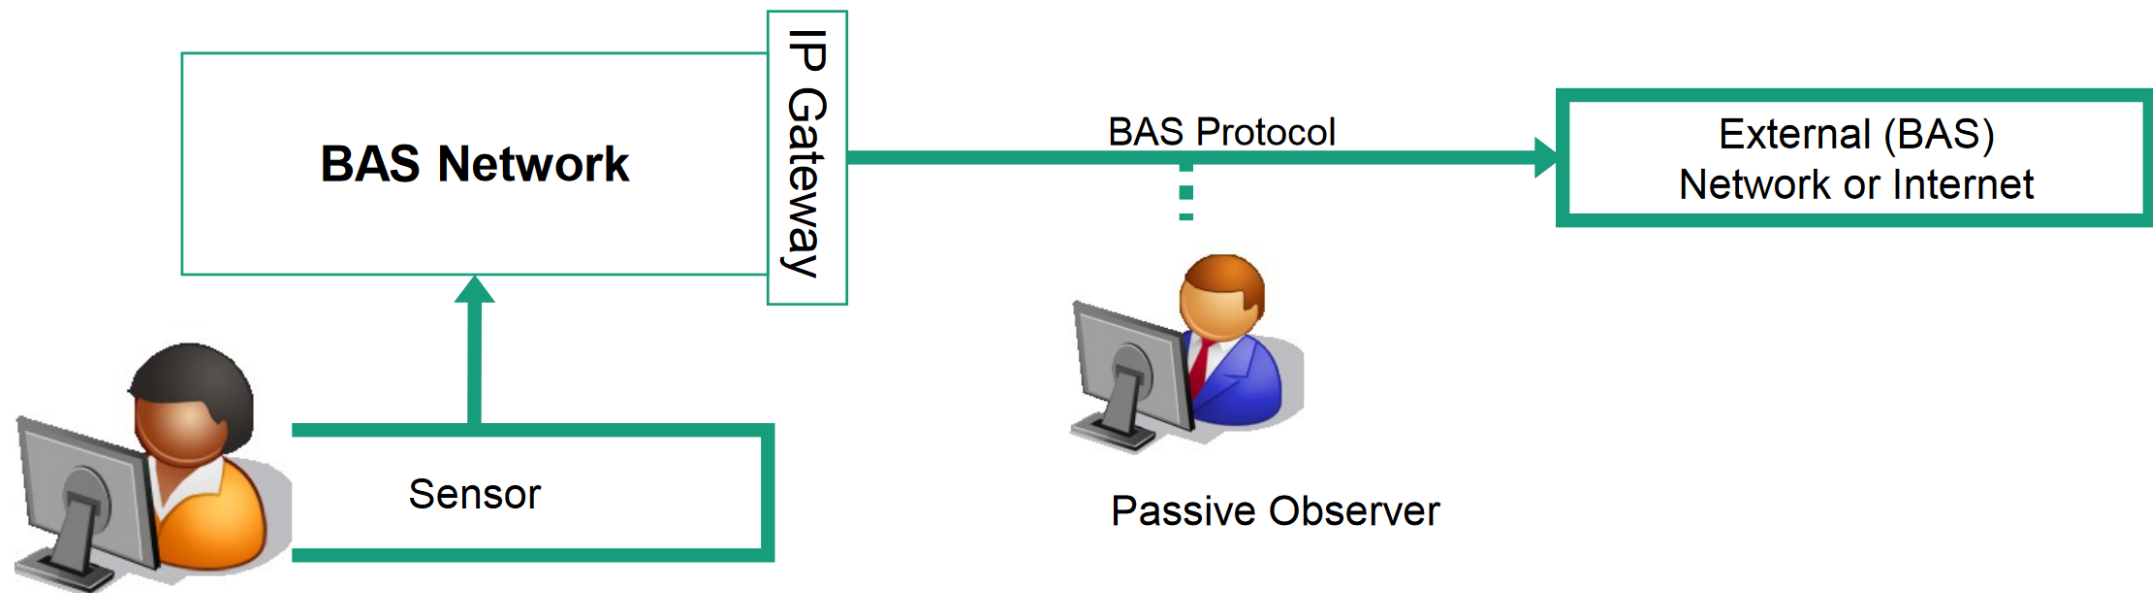 BAS Network
IP Gateway
BAS Protocol
External (BAS)
Network or Internet
Sensor
Passive Observer